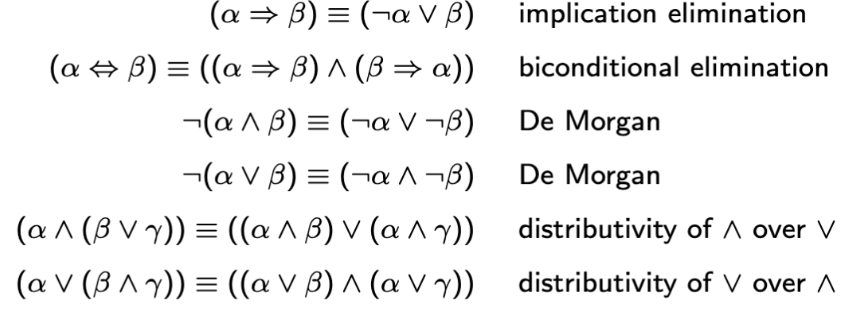 (α ⇒ β) ≡ (¬α ∨ β) implication elimination
(α ⇔ β) ≡ ((α ⇒ β) ∧ (β ⇒ α)) biconditional elimination
¬(α ∧ β) ≡ (¬α ∨ ¬β) De Morgan
¬(α ∨ β) ≡ (¬α ∧ ¬β) De Morgan
(α ∧ (β ∨ γ)) ≡ ((α ∧ β) ∨ (α ∧ γ)) distributivity of ∧ over ∨
(α ∨ (β ∧ γ)) ≡ ((α ∨ β) ∧ (α ∨ γ)) distributivity of ∨ over ∧